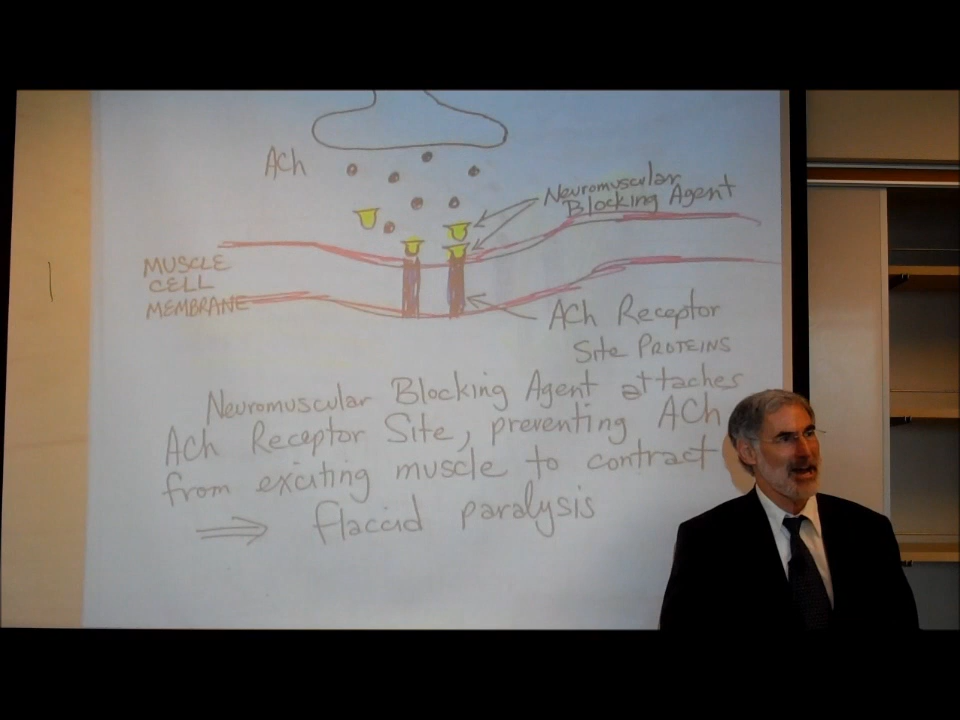 ACh
Neuromuscular
Blocking Agent
MUSCLE
CELL
MEMBRANE
ACh Receptor
Site PROTEINS
Neuromuscular Blocking Agent attaches
ACh Receptor Site, preventing ACh
from exciting muscle to contract
⟹ flaccid paralysis